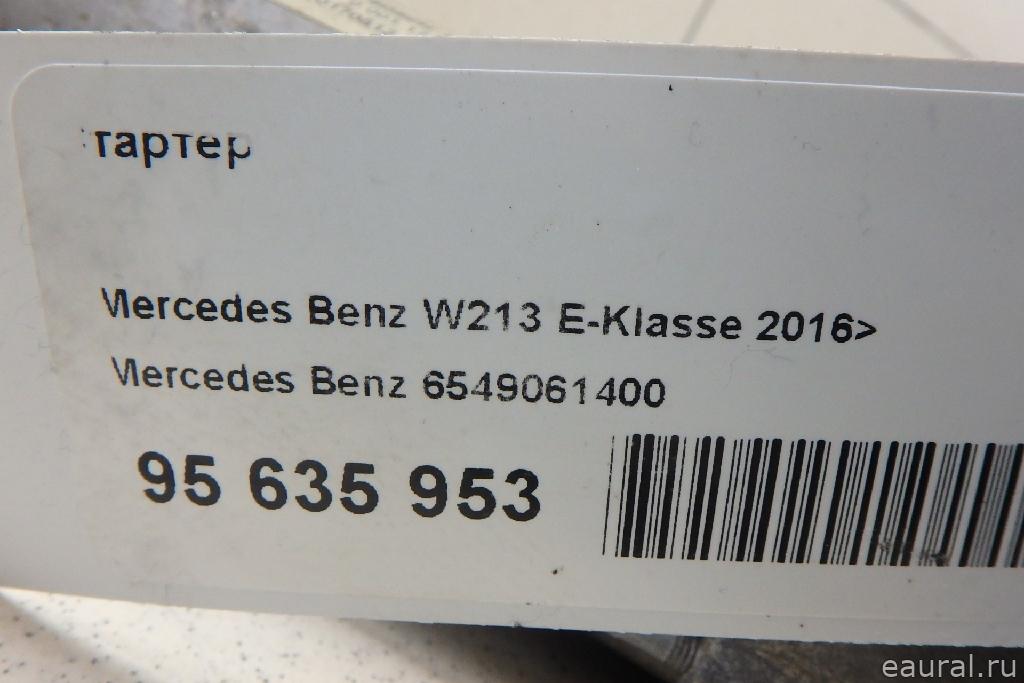 тартер
Mercedes Benz W213 E-Klasse 2016>
Mercedes Benz 6549061400
95 635 953
eaural.ru